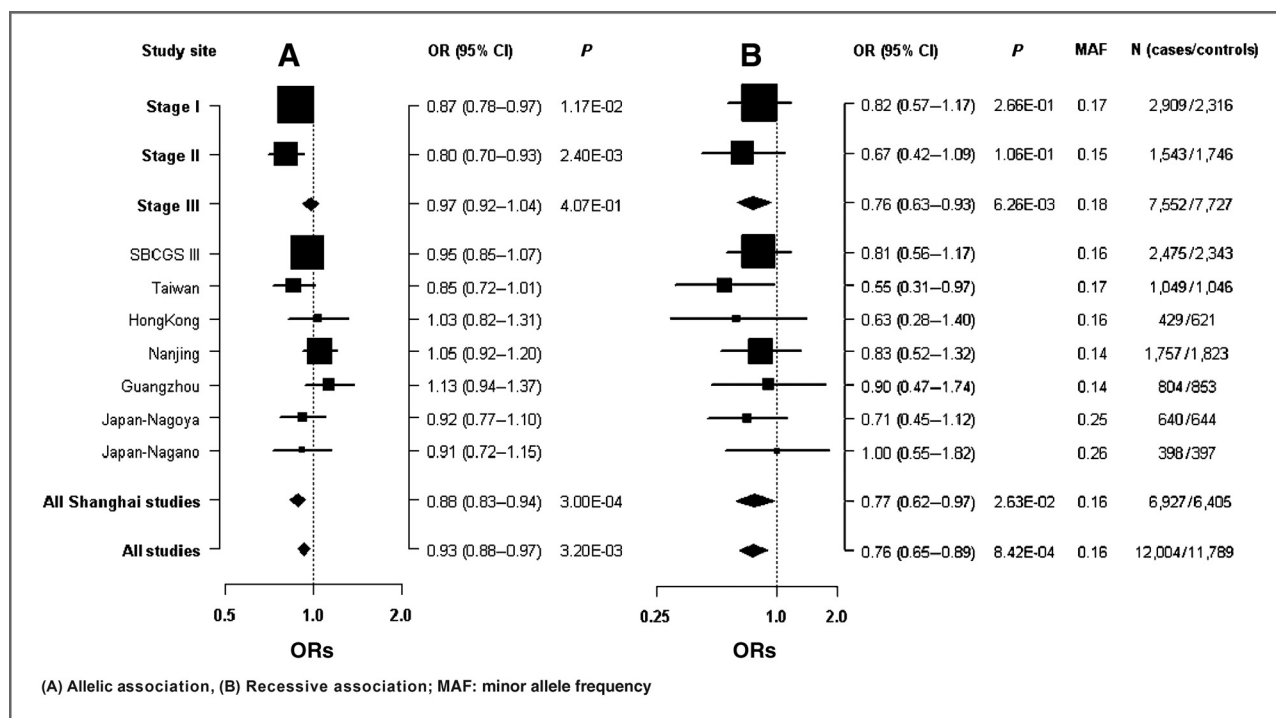 Study site A OR (95% CI) P B OR (95% CI) P MAF N (cases/controls)
Stage I 0.87 (0.78–0.97) 1.17E-02 0.82 (0.57–1.17) 2.66E-01 0.17 2,909/2,316
Stage II 0.80 (0.70–0.93) 2.40E-03 0.67 (0.42–1.09) 1.06E-01 0.15 1,543/1,746
Stage III 0.97 (0.92–1.04) 4.07E-01 0.76 (0.63–0.93) 6.26E-03 0.18 7,552/7,727
SBCGS III 0.95 (0.85–1.07) 0.81 (0.56–1.17) 0.16 2,475/2,343
Taiwan 0.85 (0.72–1.01) 0.55 (0.31–0.97) 0.17 1,049/1,046
HongKong 1.03 (0.82–1.31) 0.63 (0.28–1.40) 0.16 429/621
Nanjing 1.05 (0.92–1.20) 0.83 (0.52–1.32) 0.14 1,757/1,823
Guangzhou 1.13 (0.94–1.37) 0.90 (0.47–1.74) 0.14 804/853
Japan-Nagoya 0.92 (0.77–1.10) 0.71 (0.45–1.12) 0.25 640/644
Japan-Nagano 0.91 (0.72–1.15) 1.00 (0.55–1.82) 0.26 398/397
All Shanghai studies 0.88 (0.83–0.94) 3.00E-04 0.77 (0.62–0.97) 2.63E-02 0.16 6,927/6,405
All studies 0.93 (0.88–0.97) 3.20E-03 0.76 (0.65–0.89) 8.42E-04 0.16 12,004/11,789
0.5 1.0 2.0 0.25 1.0 2.0
ORs ORs
(A) Allelic association, (B) Recessive association; MAF: minor allele frequency